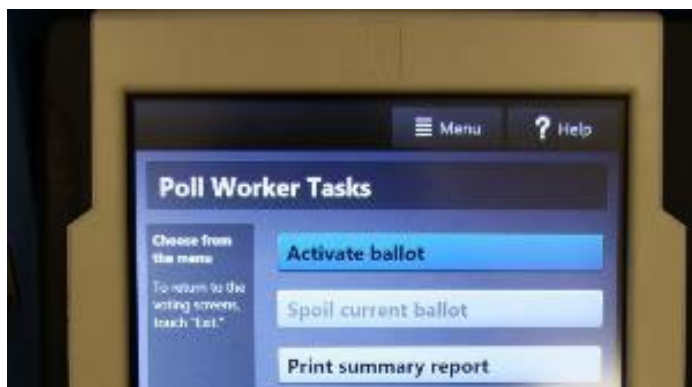 Menu
? Help
Poll Worker Tasks
Choose from
the menu
To return to the
voting screens,
touch
Activate ballot
Spoil current ballot
Print summary report